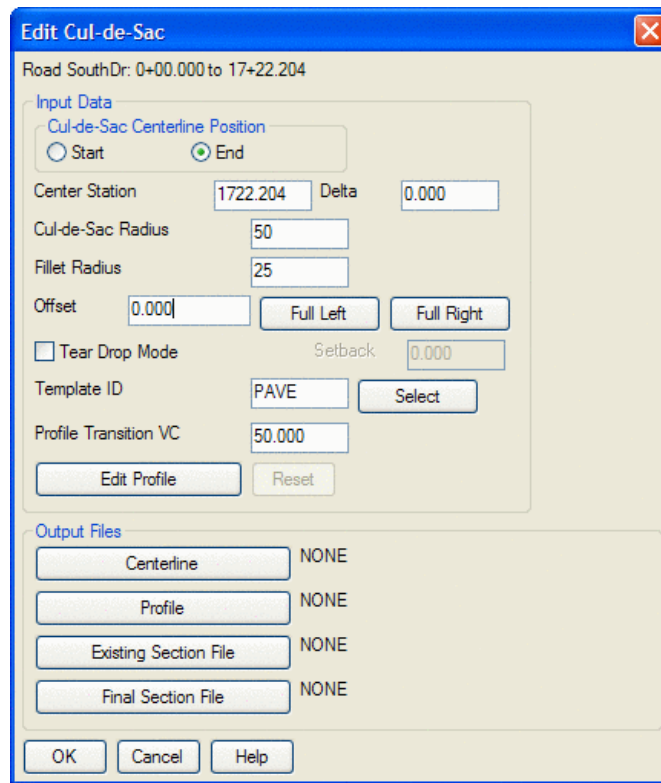 Edit Cul-de-Sac
Road SouthDr: 0+00.000 to 17+22.204
Input Data
Cul-de-Sac Centerline Position
Start End
Center Station 1722.204 Delta 0.000
Cul-de-Sac Radius 50
Fillet Radius 25
Offset 0.000 Full Left Full Right
Tear Drop Mode Setback 0.000
Template ID PAVE Select
Profile Transition VC 50.000
Edit Profile Reset
Output Files
Centerline NONE
Profile NONE
Existing Section File NONE
Final Section File NONE
OK Cancel Help